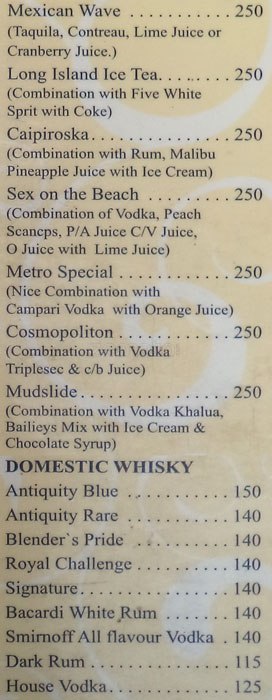 Mexican Wave ........... 250
(Taquila, Contreau, Lime Juice or
Cranberry Juice.)
Long Island Ice Tea........ 250
(Combination with Five White
Sprit with Coke)
Caipiroska................ 250
(Combination with Rum, Malibu
Pineapple Juice with Ice Cream)
Sex on the Beach ......... 250
(Combination of Vodka, Peach
Scancps, P/A Juice C/V Juice,
O Juice with Lime Juice)
Metro Special ............ 250
(Nice Combination with
Campari Vodka with Orange Juice)
Cosmopoliton ............ 250
(Combination with Vodka
Triplesec & c/b Juice)
Mudslide................. 250
(Combination with Vodka Khalua,
Bailieys Mix with Ice Cream &
Chocolate Syrup)
DOMESTIC WHISKY
Antiquity Blue ........... 150
Antiquity Rare ........... 140
Blender`s Pride .......... 140
Royal Challenge .......... 140
Signature................ 140
Bacardi White Rum ....... 140
Smirnoff All flavour Vodka . 140
Dark Rum ............... 115
House Vodka............. 125